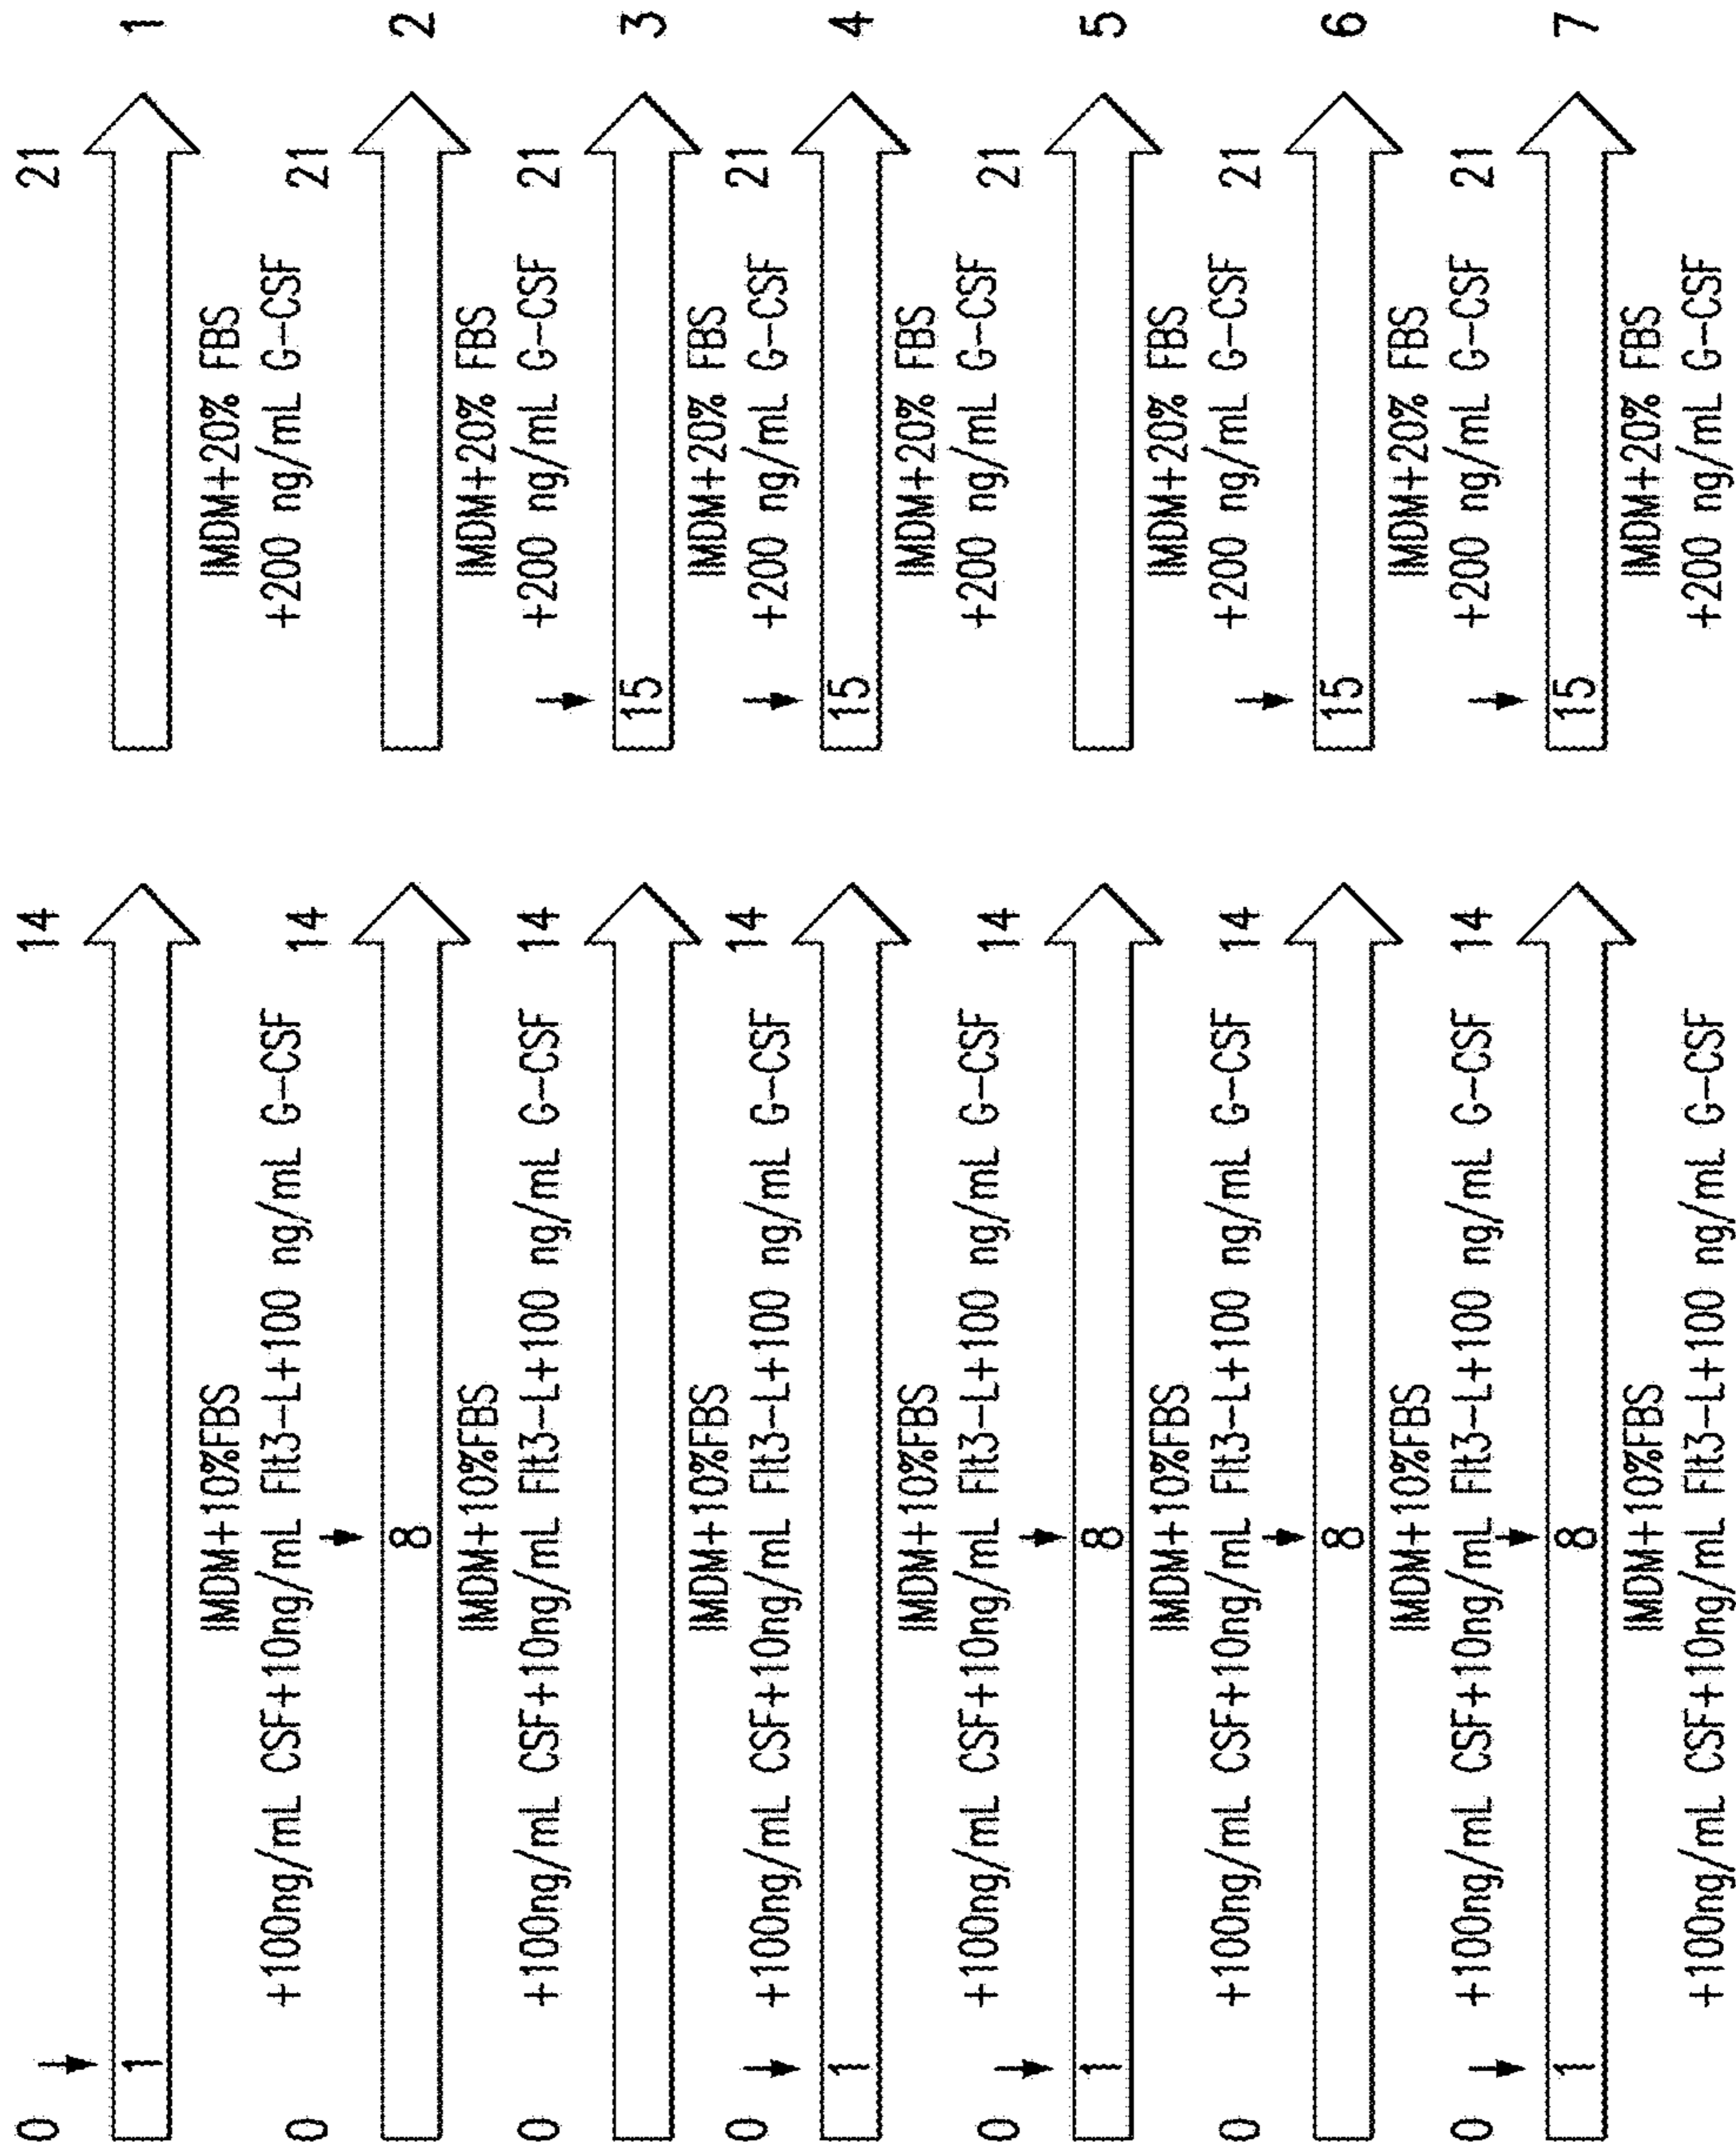 0 14 21
1 1
IMDM+10%FBS IMDM+20% FBS
+100ng/mL CSF+10ng/mL Flt3-L+100 ng/mL G-CSF +200 ng/mL G-CSF
0 14 21
8 2
IMDM+10%FBS IMDM+20% FBS
+100ng/mL CSF+10ng/mL Flt3-L+100 ng/mL G-CSF +200 ng/mL G-CSF
0 14 21
15 3
IMDM+10%FBS IMDM+20% FBS
+100ng/mL CSF+10ng/mL Flt3-L+100 ng/mL G-CSF +200 ng/mL G-CSF
0 14 21
1 15 4
IMDM+10%FBS IMDM+20% FBS
+100ng/mL CSF+10ng/mL Flt3-L+100 ng/mL G-CSF +200 ng/mL G-CSF
0 14 21
1 8 5
IMDM+10%FBS IMDM+20% FBS
+100ng/mL CSF+10ng/mL Flt3-L+100 ng/mL G-CSF +200 ng/mL G-CSF
0 14 21
8 15 6
IMDM+10%FBS IMDM+20% FBS
+100ng/mL CSF+10ng/mL Flt3-L+100 ng/mL G-CSF +200 ng/mL G-CSF
0 14 21
1 8 15 7
IMDM+10%FBS IMDM+20% FBS
+100ng/mL CSF+10ng/mL Flt3-L+100 ng/mL G-CSF +200 ng/mL G-CSF